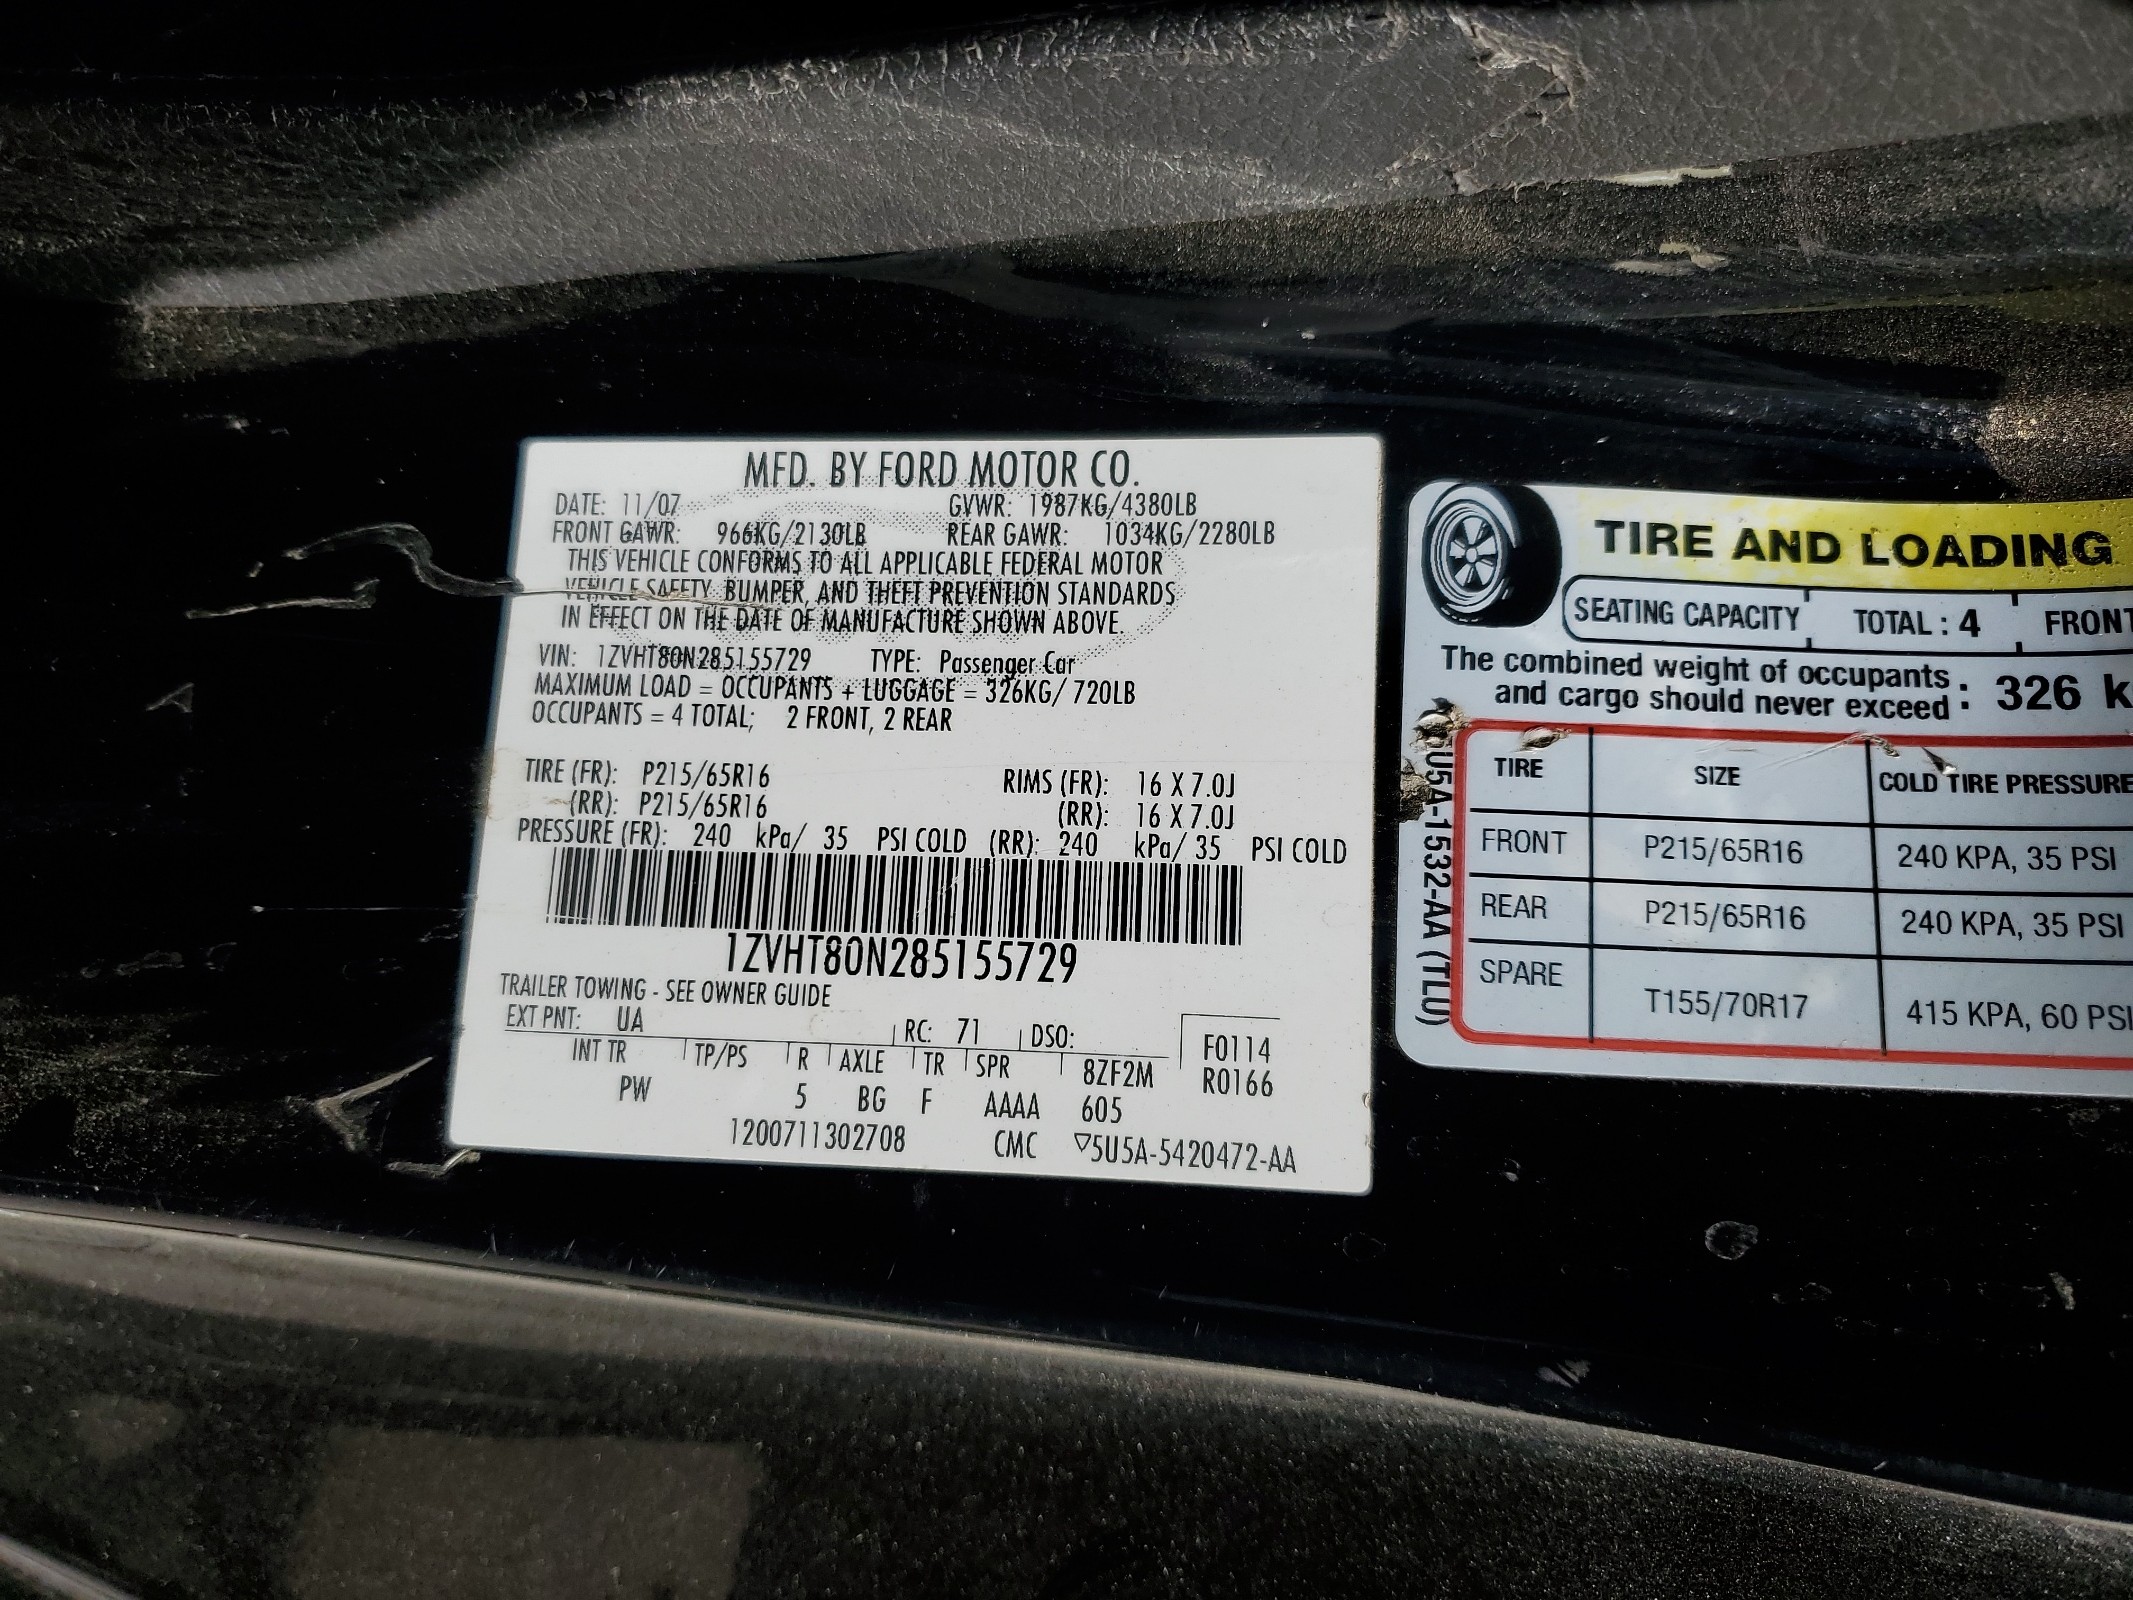 MFD. BY FORD MOTOR CO.
DATE: 11/07 GVWR: 1987KG/4380LB
FRONT GAWR: 966KG/2130LB REAR GAWR: 1034KG/2280LB
THIS VEHICLE CONFORMS TO ALL APPLICABLE FEDERAL MOTOR
VEHICLE SAFETY, BUMPER, AND THEFT PREVENTION STANDARDS
IN EFFECT ON THE DATE OF MANUFACTURE SHOWN ABOVE.
VIN: 1ZVHT80N285155729 TYPE: Passenger Car
MAXIMUM LOAD = OCCUPANTS + LUGGAGE = 326KG/ 720LB
OCCUPANTS = 4 TOTAL; 2 FRONT, 2 REAR
TIRE (FR): P215/65R16 RIMS (FR): 16 X 7.0J
(RR): P215/65R16 (RR): 16 X 7.0J
PRESSURE (FR): 240 kPa/ 35 PSI COLD (RR): 240 kPa/ 35 PSI COLD
1ZVHT80N285155729
TRAILER TOWING - SEE OWNER GUIDE
EXT PNT: UA RC: 71 DSO:
INT TR TP/PS R AXLE TR SPR 8ZF2M
PW 5 BG F AAAA 605
F0114
R0166
1200711302708 CMC ▽5U5A-5420472-AA
TIRE AND LOADING
SEATING CAPACITY TOTAL : 4 FRONT
The combined weight of occupants
and cargo should never exceed : 326 k
TIRE SIZE COLD TIRE PRESSURE
FRONT P215/65R16 240 KPA, 35 PSI
REAR P215/65R16 240 KPA, 35 PSI
SPARE T155/70R17 415 KPA, 60 PSI
5U5A-1532-AA (TLU)